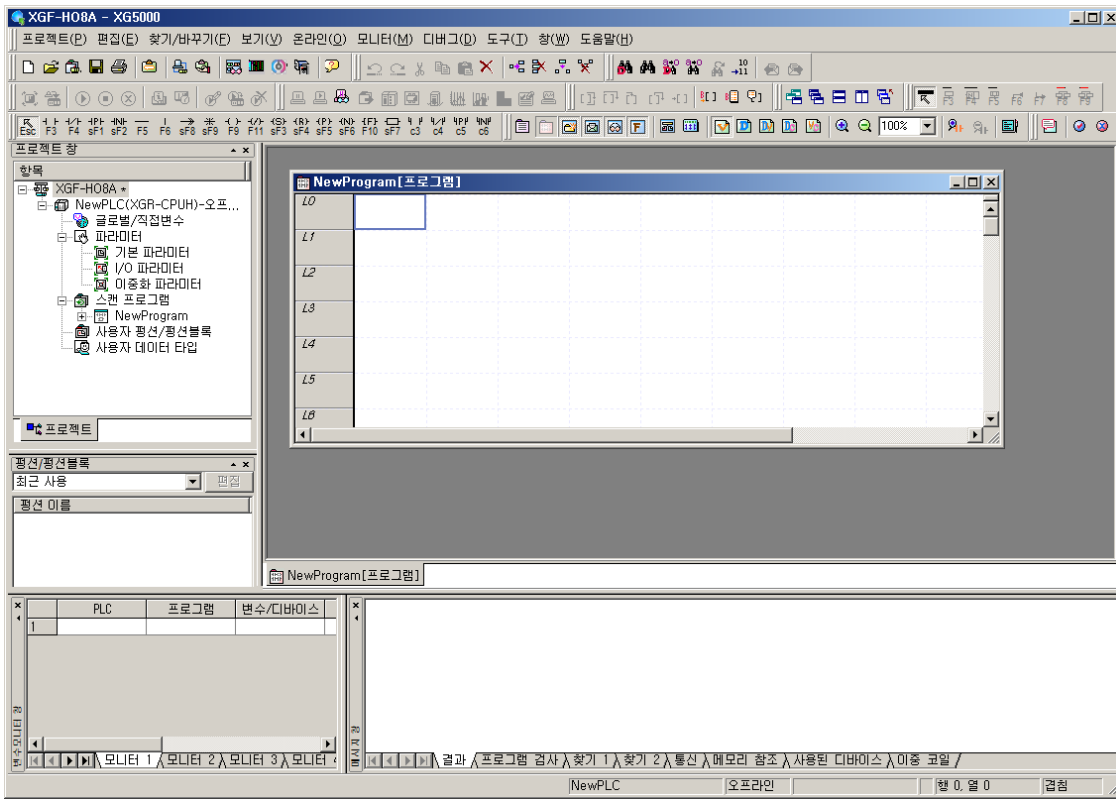 XGF-HO8A - XG5000
프로젝트(P) 편집(E) 찾기/바꾸기(F) 보기(V) 온라인(O) 모니터(M) 디버그(D) 도구(T) 창(W) 도움말(H)
Esc F3 F4 sF1 sF2 F5 F6 sF8 sF9 F9 F11 sF3 sF4 sF5 sF6 F10 sF7 c3 c4 c5 c6
100%
프로젝트 창
항목
XGF-HO8A *
NewPLC(XGR-CPUH)-오프...
글로벌/직접변수
파라미터
기본 파라미터
I/O 파라미터
이중화 파라미터
스캔 프로그램
NewProgram
사용자 평션/평션블록
사용자 데이터 타입
프로젝트
NewProgram[프로그램]
L0
L1
L2
L3
L4
L5
L6
평션/평션블록
최근 사용
편집
평션 이름
NewProgram[프로그램]
PLC 프로그램 변수/디바이스
1
모니터 1 모니터 2 모니터 3 모니터
결과 프로그램 검사 찾기 1 찾기 2 통신 메모리 참조 사용된 디바이스 이중 코일
NewPLC 오프라인 행 0, 열 0 겹침